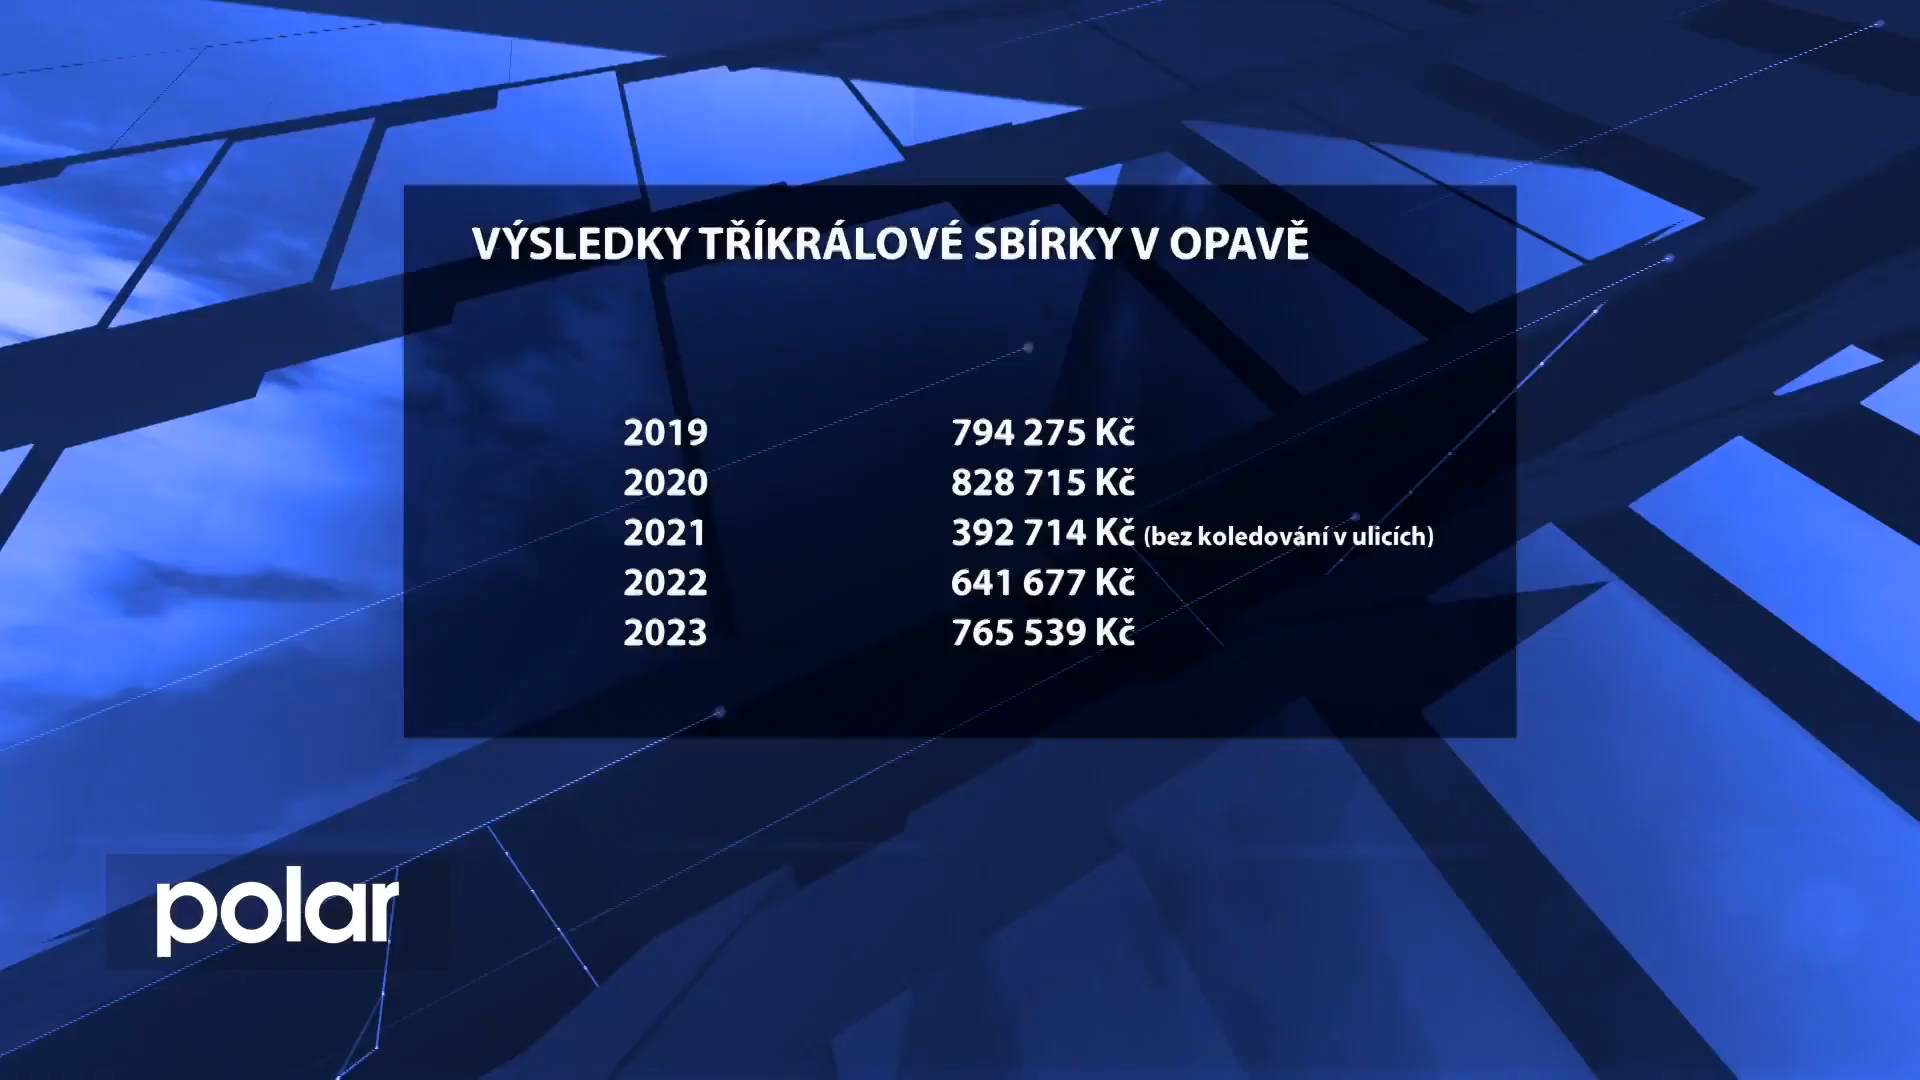 VÝSLEDKY TŘÍKRÁLOVÉ SBÍRKY V OPAVĚ
2019 794 275 Kč
2020 828 715 Kč
2021 392 714 Kč (bez koledování v ulicích)
2022 641 677 Kč
2023 765 539 Kč
polar